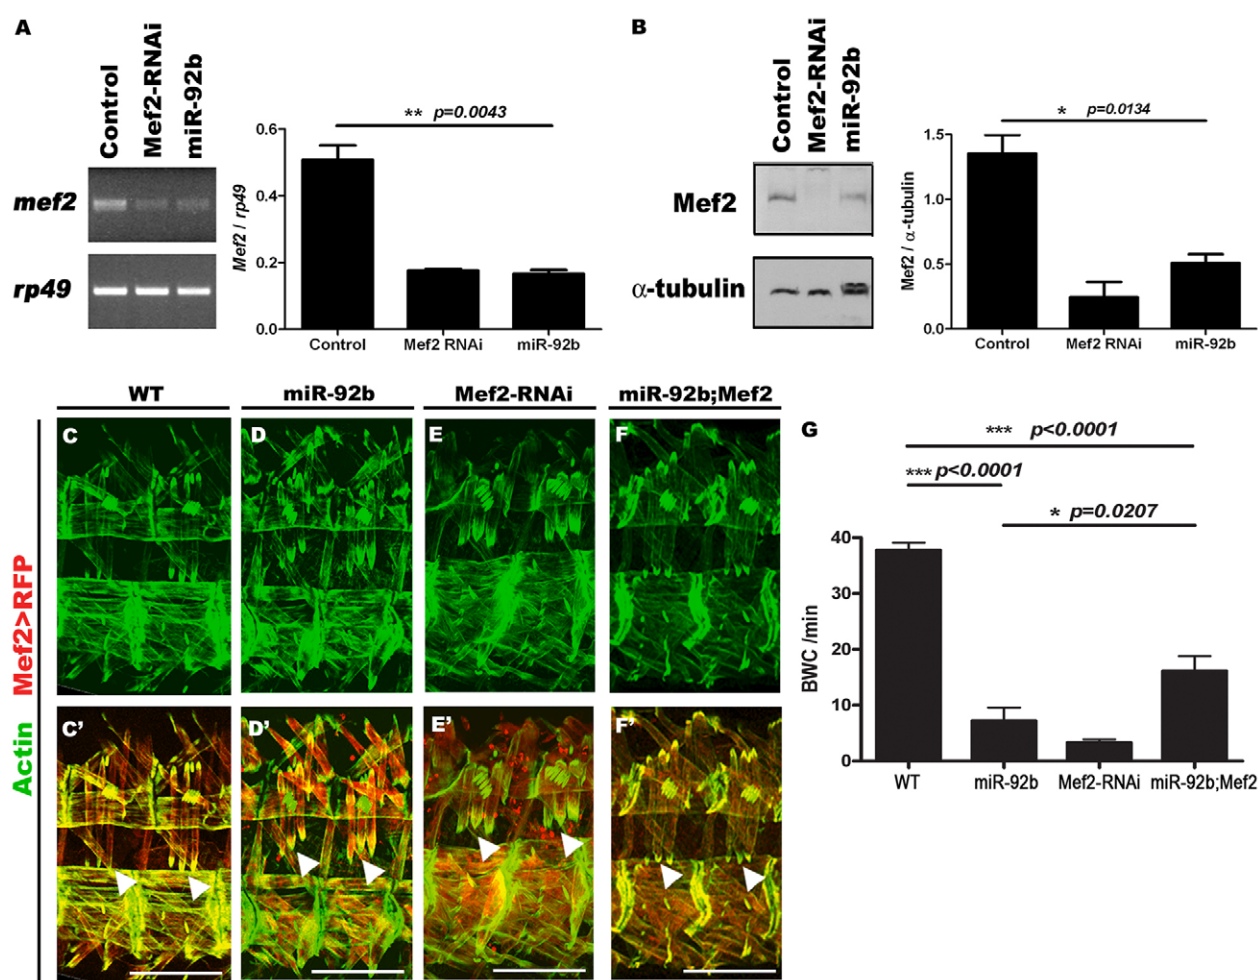 A
Control
Mef2-RNAi
miR-92b
mef2
rp49
** p=0.0043
Mef2 / rp49
0.6
0.4
0.2
0.0
Control
Mef2 RNAi
miR-92b
B
Control
Mef2-RNAi
miR-92b
Mef2
α-tubulin
* p=0.0134
Mef2 / α-tubulin
1.5
1.0
0.5
0.0
Control
Mef2 RNAi
miR-92b
WT
miR-92b
Mef2-RNAi
miR-92b;Mef2
Actin Mef2>RFP
C
D
E
F
C'
D'
E'
F'
G
*** p<0.0001
*** p<0.0001
* p=0.0207
BWC /min
40
30
20
10
0
WT
miR-92b
Mef2-RNAi
miR-92b;Mef2